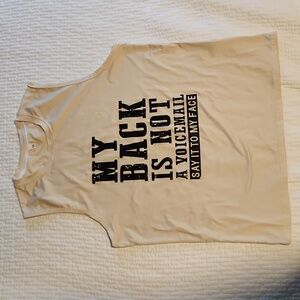 MY
BACK
IS NOT
A VOICEMAIL
SAY IT TO MY FACE